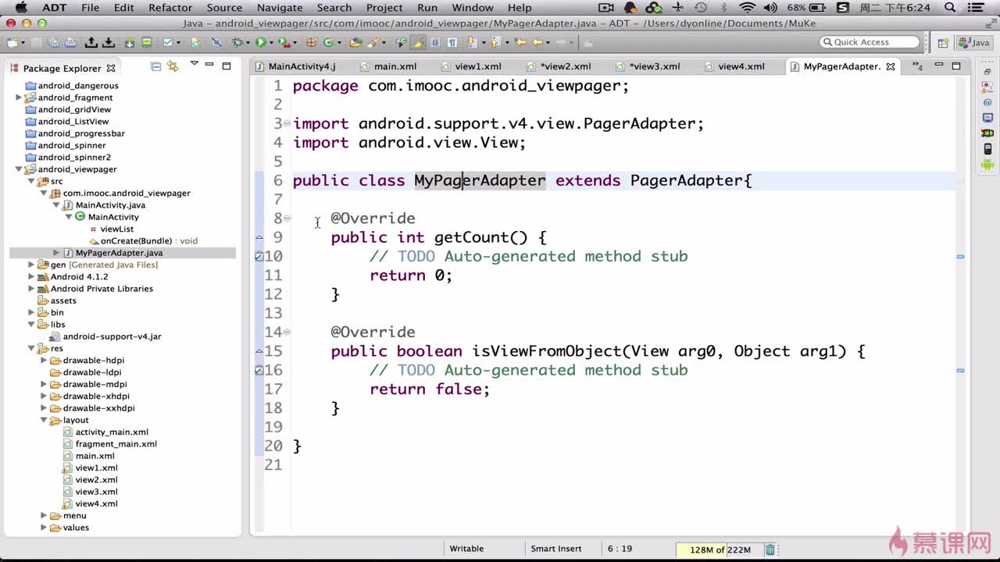 ADT File Edit Refactor Source Navigate Search Project Run Window Help 68% S 周二 下午6:24
Java - android_viewpager/src/com/imooc/android_viewpager/MyPagerAdapter.java - ADT - /Users/dyonline/Documents/MuKe
Quick Access
Java
Package Explorer
android_dangerous
android_fragment
android_gridView
android_ListView
android_progressbar
android_spinner
android_spinner2
android_viewpager
src
com.imooc.android_viewpager
MainActivity.java
MainActivity
viewList
onCreate(Bundle) : void
MyPagerAdapter.java
gen [Generated Java Files]
Android 4.1.2
Android Private Libraries
assets
bin
libs
android-support-v4.jar
res
drawable-hdpi
drawable-ldpi
drawable-mdpi
drawable-xhdpi
drawable-xxhdpi
layout
activity_main.xml
fragment_main.xml
main.xml
view1.xml
view2.xml
view3.xml
view4.xml
menu
values
MainActivity4.j main.xml view1.xml *view2.xml *view3.xml view4.xml MyPagerAdapter. »4
1 package com.imooc.android_viewpager;
2
3 import android.support.v4.view.PagerAdapter;
4 import android.view.View;
5
6 public class MyPagerAdapter extends PagerAdapter{
7
8 @Override
9 public int getCount() {
10 // TODO Auto-generated method stub
11 return 0;
12 }
13
14 @Override
15 public boolean isViewFromObject(View arg0, Object arg1) {
16 // TODO Auto-generated method stub
17 return false;
18 }
19
20 }
21
Writable Smart Insert 6 : 19 128M of 222M
慕课网